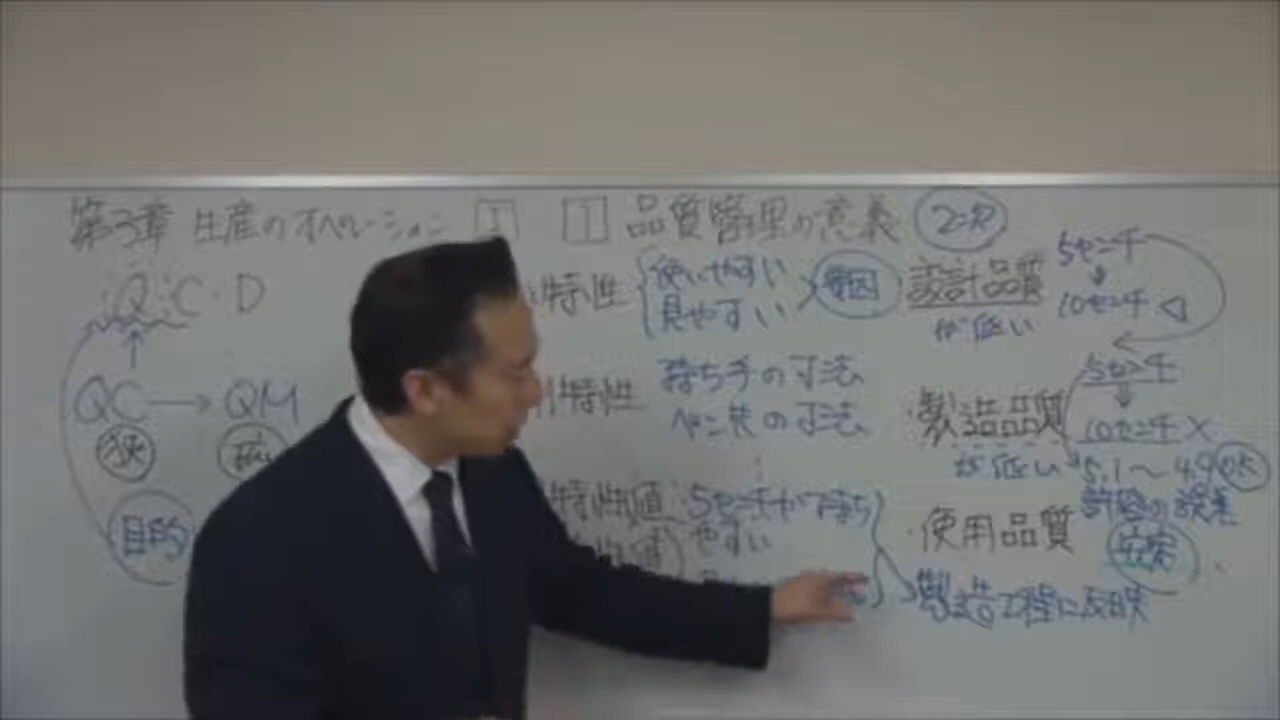 第3章 生産のオペレーション 1 1 品質管理の意義 
Q・C・D
QC → QM
狭 広
目的
特性 使いやすい
見やすい
要因
特性 持ち手の寸法
ペン先の寸法
特性値 5センチが持ち
やすい
設計品質
が低い
5センチ
10センチ
・製造品質
が低い
5センチ
10センチ×
5.1～4.9 OK
許容の誤差
・使用品質
製造工程に反映